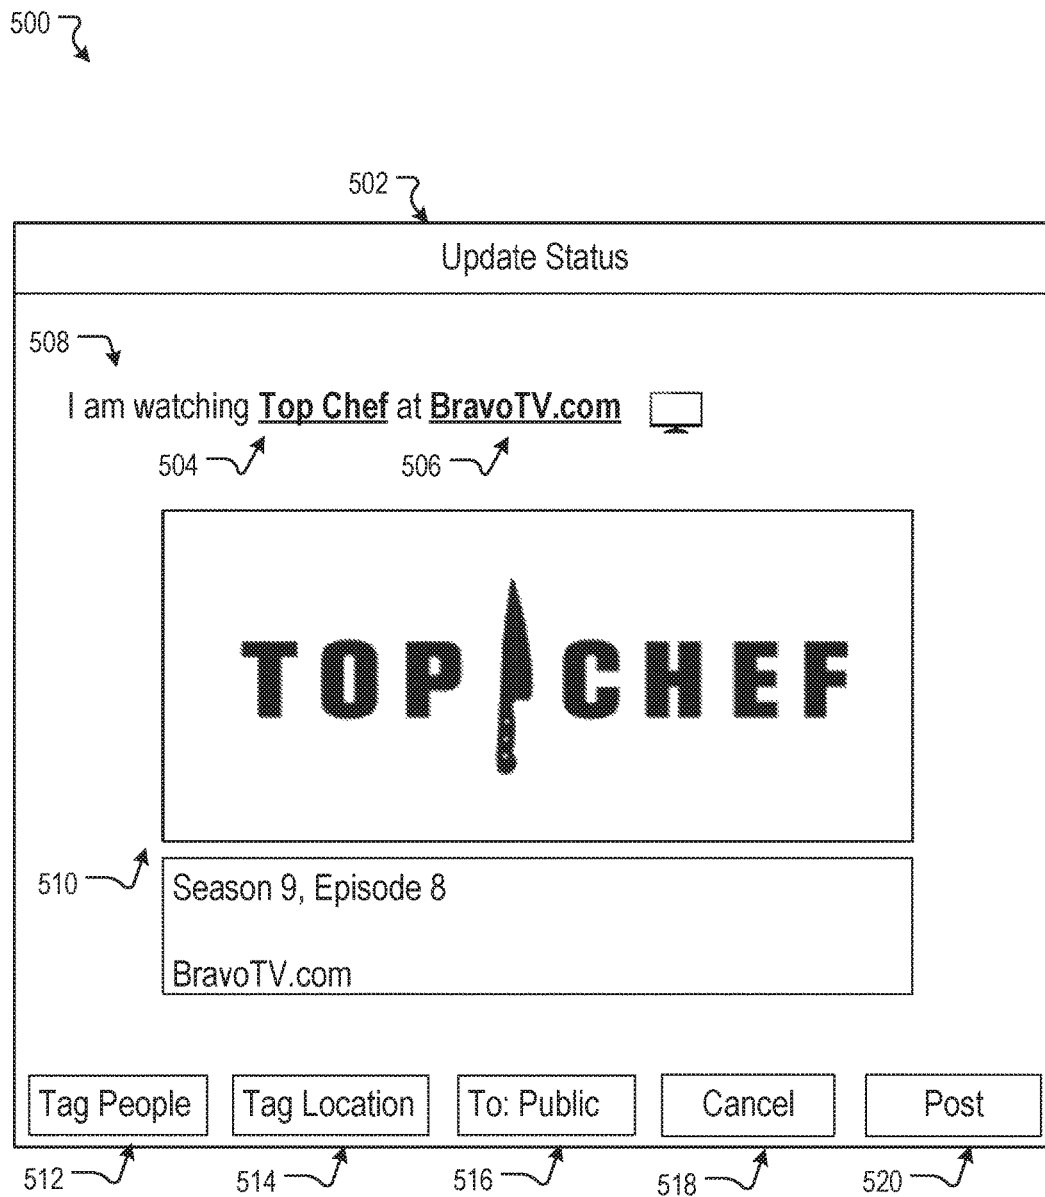 500
502
Update Status
508
I am watching Top Chef at BravoTV.com
504 506
TOP CHEF
510
Season 9, Episode 8
BravoTV.com
Tag People Tag Location To: Public Cancel Post
512 514 516 518 520